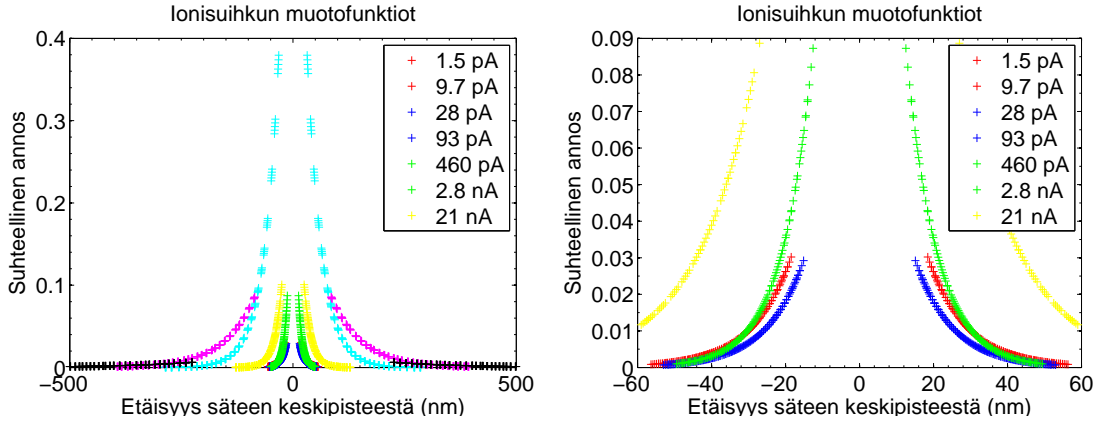 Ionisuihkun muotofunktiot
0.4
0.3
0.2
0.1
0
−500
0
500
Suhteellinen annos
Etäisyys säteen keskipisteestä (nm)
1.5 pA
9.7 pA
28 pA
93 pA
460 pA
2.8 nA
21 nA
Ionisuihkun muotofunktiot
0.09
0.08
0.07
0.06
0.05
0.04
0.03
0.02
0.01
0
−60
−40
−20
0
20
40
60
Suhteellinen annos
Etäisyys säteen keskipisteestä (nm)
1.5 pA
9.7 pA
28 pA
93 pA
460 pA
2.8 nA
21 nA